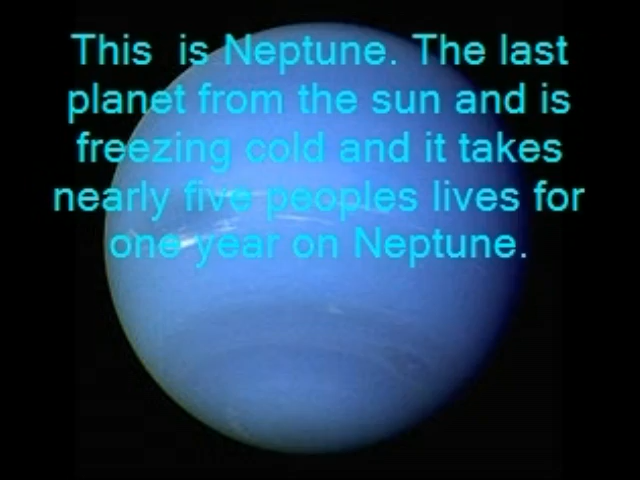 This  is Neptune. The last
planet from the sun and is
freezing cold and it takes
nearly five peoples lives for
one year on Neptune.